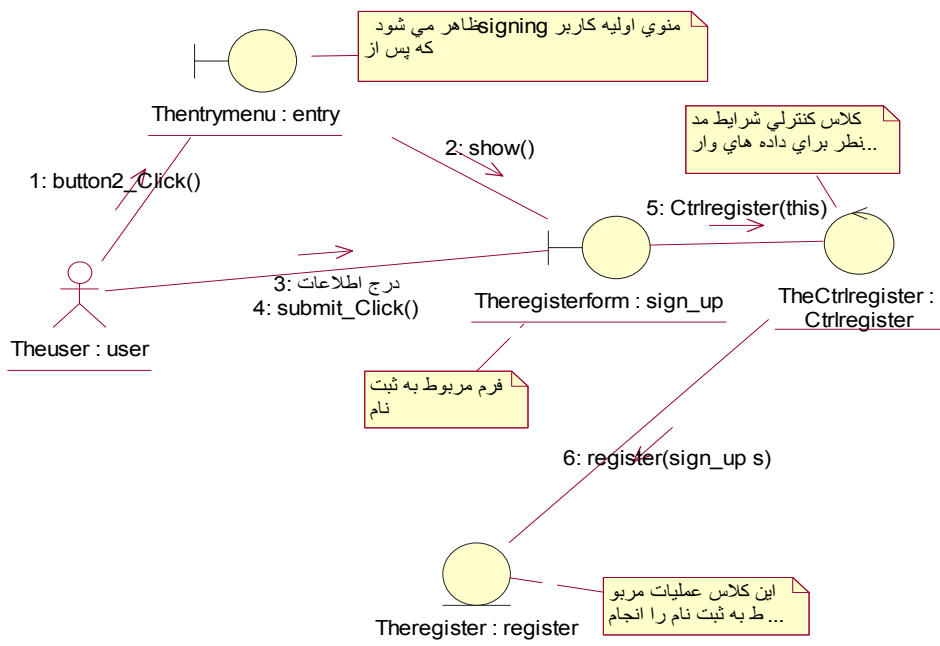 منوي اوليه كاربر signingظاهر مي شود
كه پس از
Thentrymenu : entry
كلاس كنترلي شرايط مد
نطر براي داده هاي وار...
2: show()
1: button2_Click()
5: Ctrlregister(this)
3: درج اطلاعات
4: submit_Click()
Theregisterform : sign_up
TheCtrlregister :
Ctrlregister
Theuser : user
فرم مربوط به ثبت
نام
6: register(sign_up s)
اين كلاس عمليات مربو
ط به ثبت نام را انجام...
Theregister : register